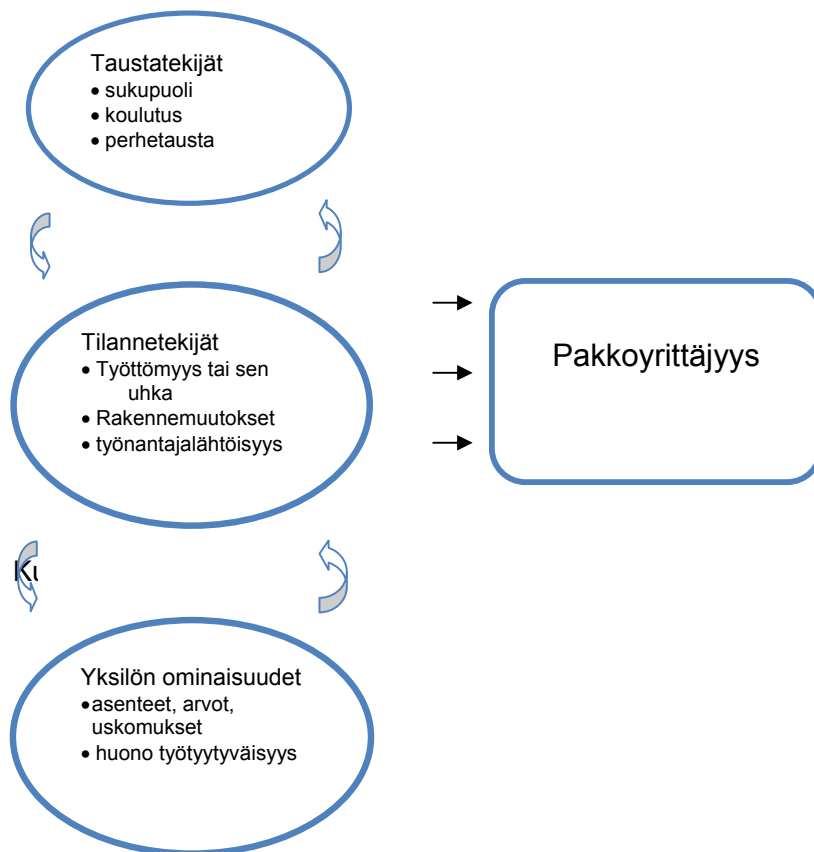 Taustatekijät
• sukupuoli
• koulutus
• perhetausta
Tilannetekijät
• Työttömyys tai sen
uhka
• Rakennemuutokset
• työnantajalähtöisyys
Pakkoyrittäjyys
Yksilön ominaisuudet
•asenteet, arvot,
uskomukset
• huono työtyytyväisyys